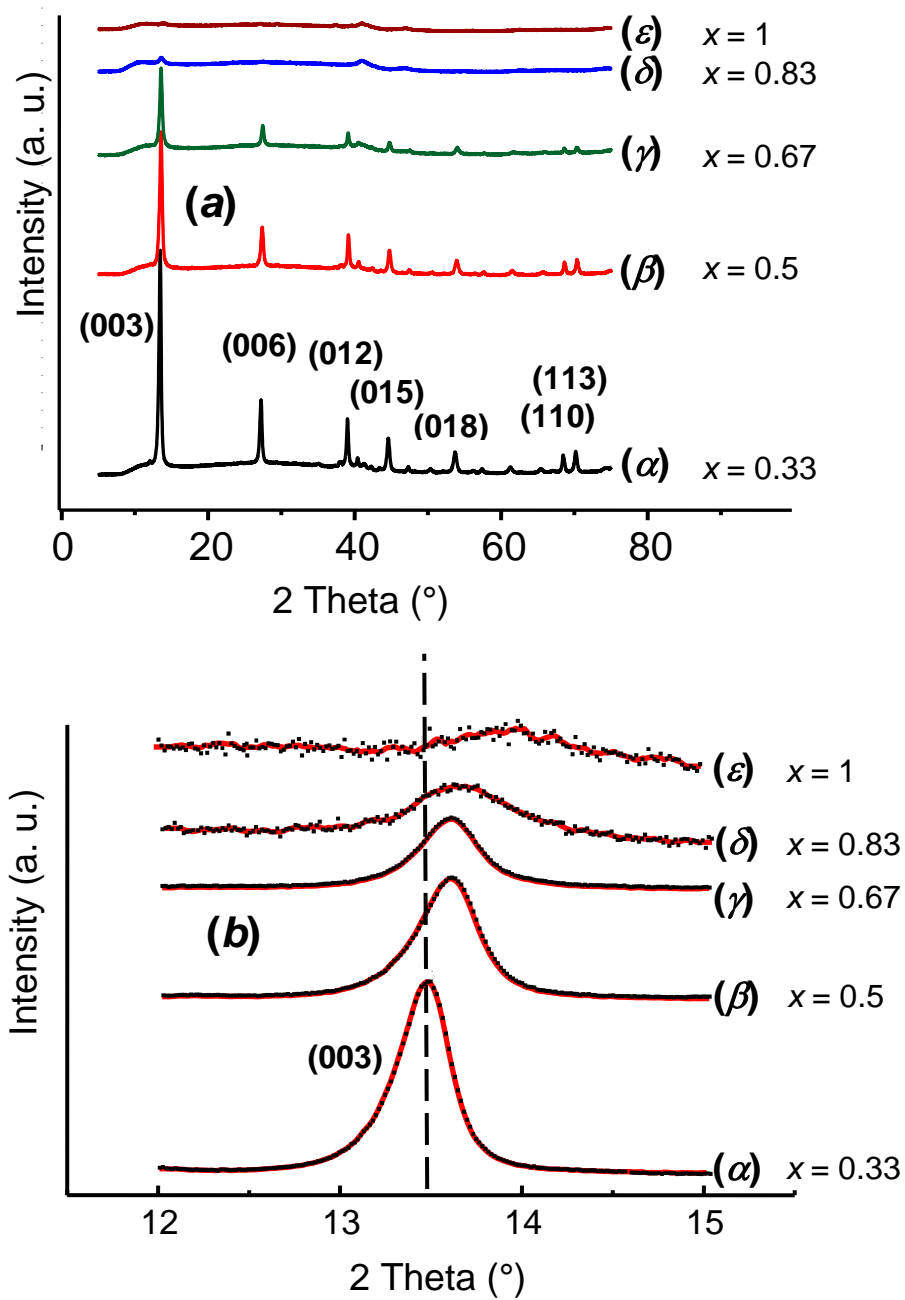 Intensity (a. u.)
(ε) x = 1
(δ) x = 0.83
(γ) x = 0.67
(a)
(β) x = 0.5
(003)
(006)
(012)
(015)
(018)
(113)
(110)
(α) x = 0.33
0 20 40 60 80
2 Theta (°)
Intensity (a. u.)
(ε) x = 1
(δ) x = 0.83
(γ) x = 0.67
(b)
(β) x = 0.5
(003)
(α) x = 0.33
12 13 14 15
2 Theta (°)